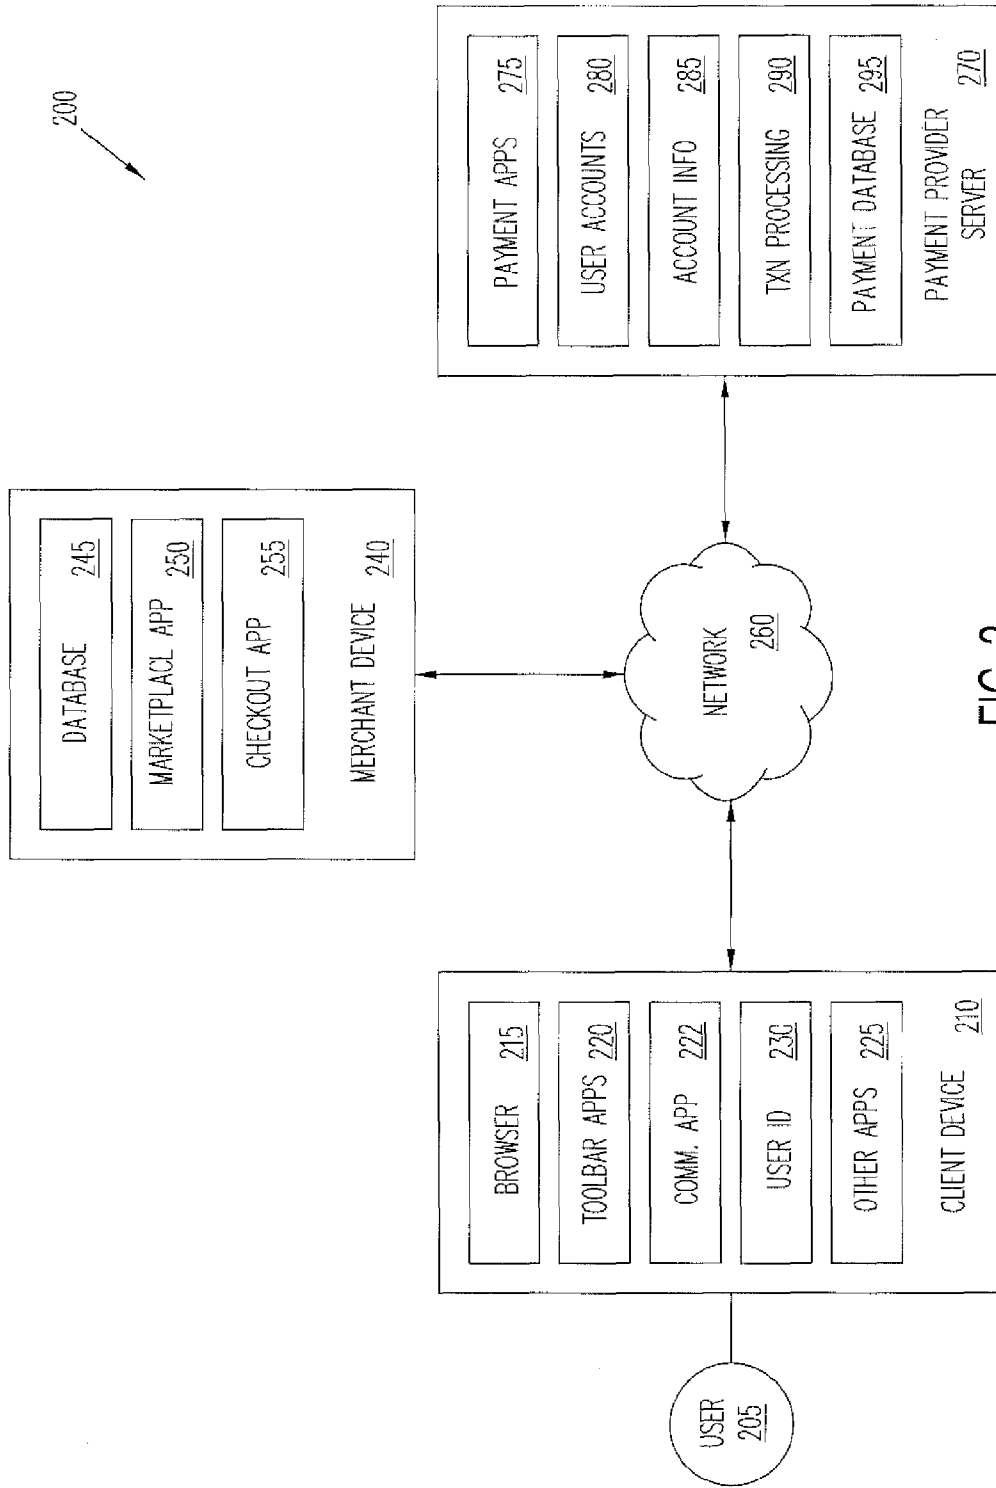 200
DATABASE 245
MARKETPLACL APP 250
CHECKOUT APP 255
MERCHANT DEVICE 240
USER
205
BROWSER 215
TOOLBAR APPS 220
COMM. APP 222
USER ID 230
OTHER APPS 225
CLIENT DEVICE 210
NETWORK
260
PAYMENT APPS 275
USER ACCOUNTS 280
ACCOUNT INFO 285
TXN PROCESSING 290
PAYMENT DATABASE 295
PAYMENT PROVIDER
SERVER 270